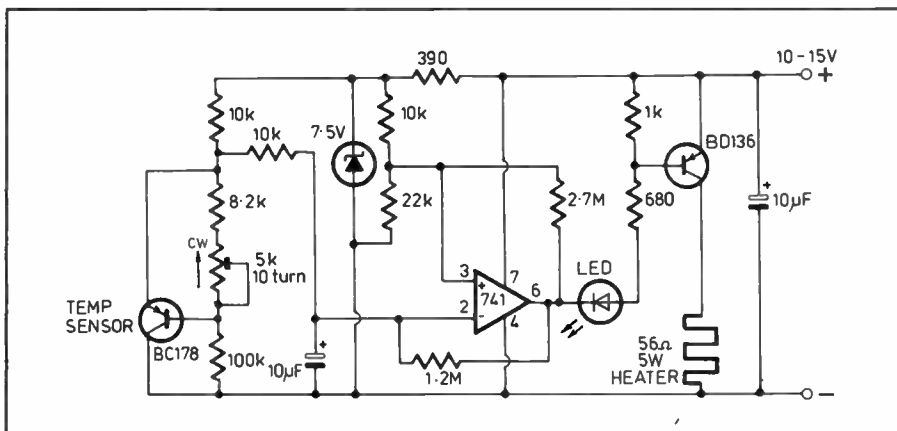 390
10-15V
+
10k
10k
7·5V
10k
1k
BD136
8.2k
22k
2·7M
680
+
10µF
CW
5k
10 turn
3
+
7
741
6
LED
2
-
4
TEMP
SENSOR
BC178
100k
+
10µF
1·2M
56Ω
5W
HEATER
−